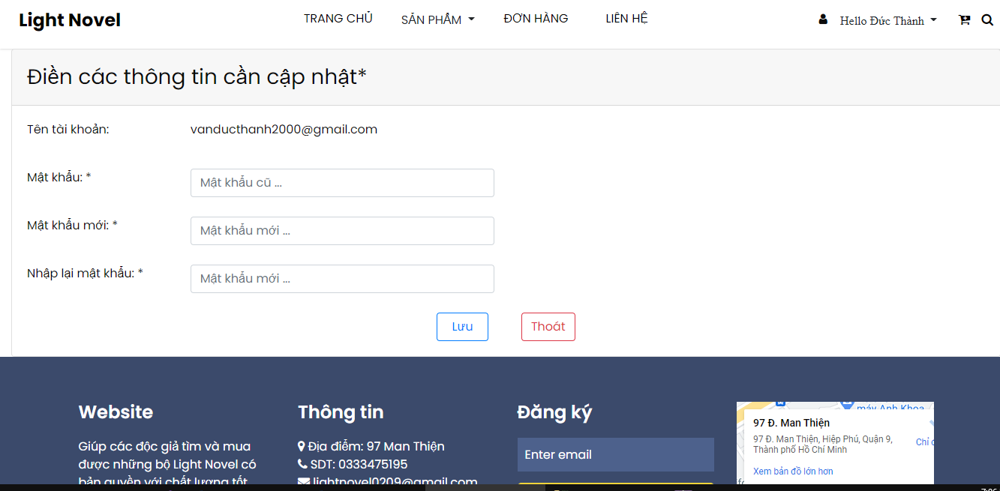 Light Novel
TRANG CHỦ
SẢN PHẨM
ĐƠN HÀNG
LIÊN HỆ
Hello Đức Thành
Điền các thông tin cần cập nhật*
Tên tài khoản:
vanducthanh2000@gmail.com
Mật khẩu: *
Mật khẩu cũ ...
Mật khẩu mới: *
Mật khẩu mới ...
Nhập lại mật khẩu: *
Mật khẩu mới ...
Lưu
Thoát
Website
Giúp các độc giả tìm và mua
được những bộ Light Novel có
bản quyền với chất lượng tốt
Thông tin
Địa điểm: 97 Man Thiện
SDT: 0333475195
lightnovel0209@gmail.com
Đăng ký
Enter email
máy Anh Khoa
97 Đ. Man Thiện
97 Đ. Man Thiện, Hiệp Phú, Quận 9,
Thành phố Hồ Chí Minh
Xem bản đồ lớn hơn